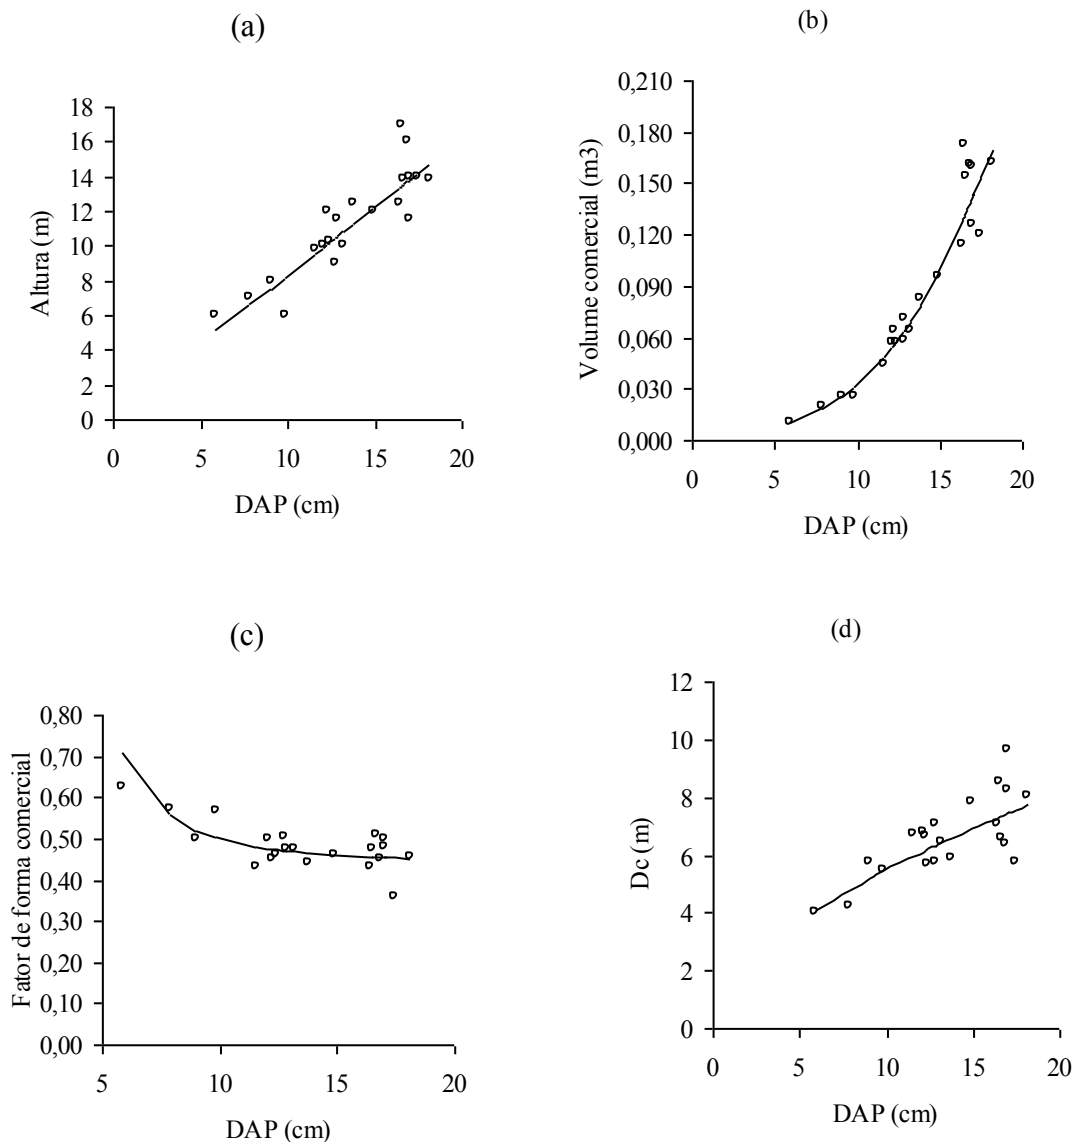 (a)
18
16
14
12
10
8
6
4
2
0
Altura (m)
0 5 10 15 20
DAP (cm)
(b)
0,210
0,180
0,150
0,120
0,090
0,060
0,030
0,000
Volume comercial (m3)
0 5 10 15 20
DAP (cm)
(c)
0,80
0,70
0,60
0,50
0,40
0,30
0,20
0,10
0,00
Fator de forma comercial
5 10 15 20
DAP (cm)
(d)
12
10
8
6
4
2
0
Dc (m)
0 5 10 15 20
DAP (cm)